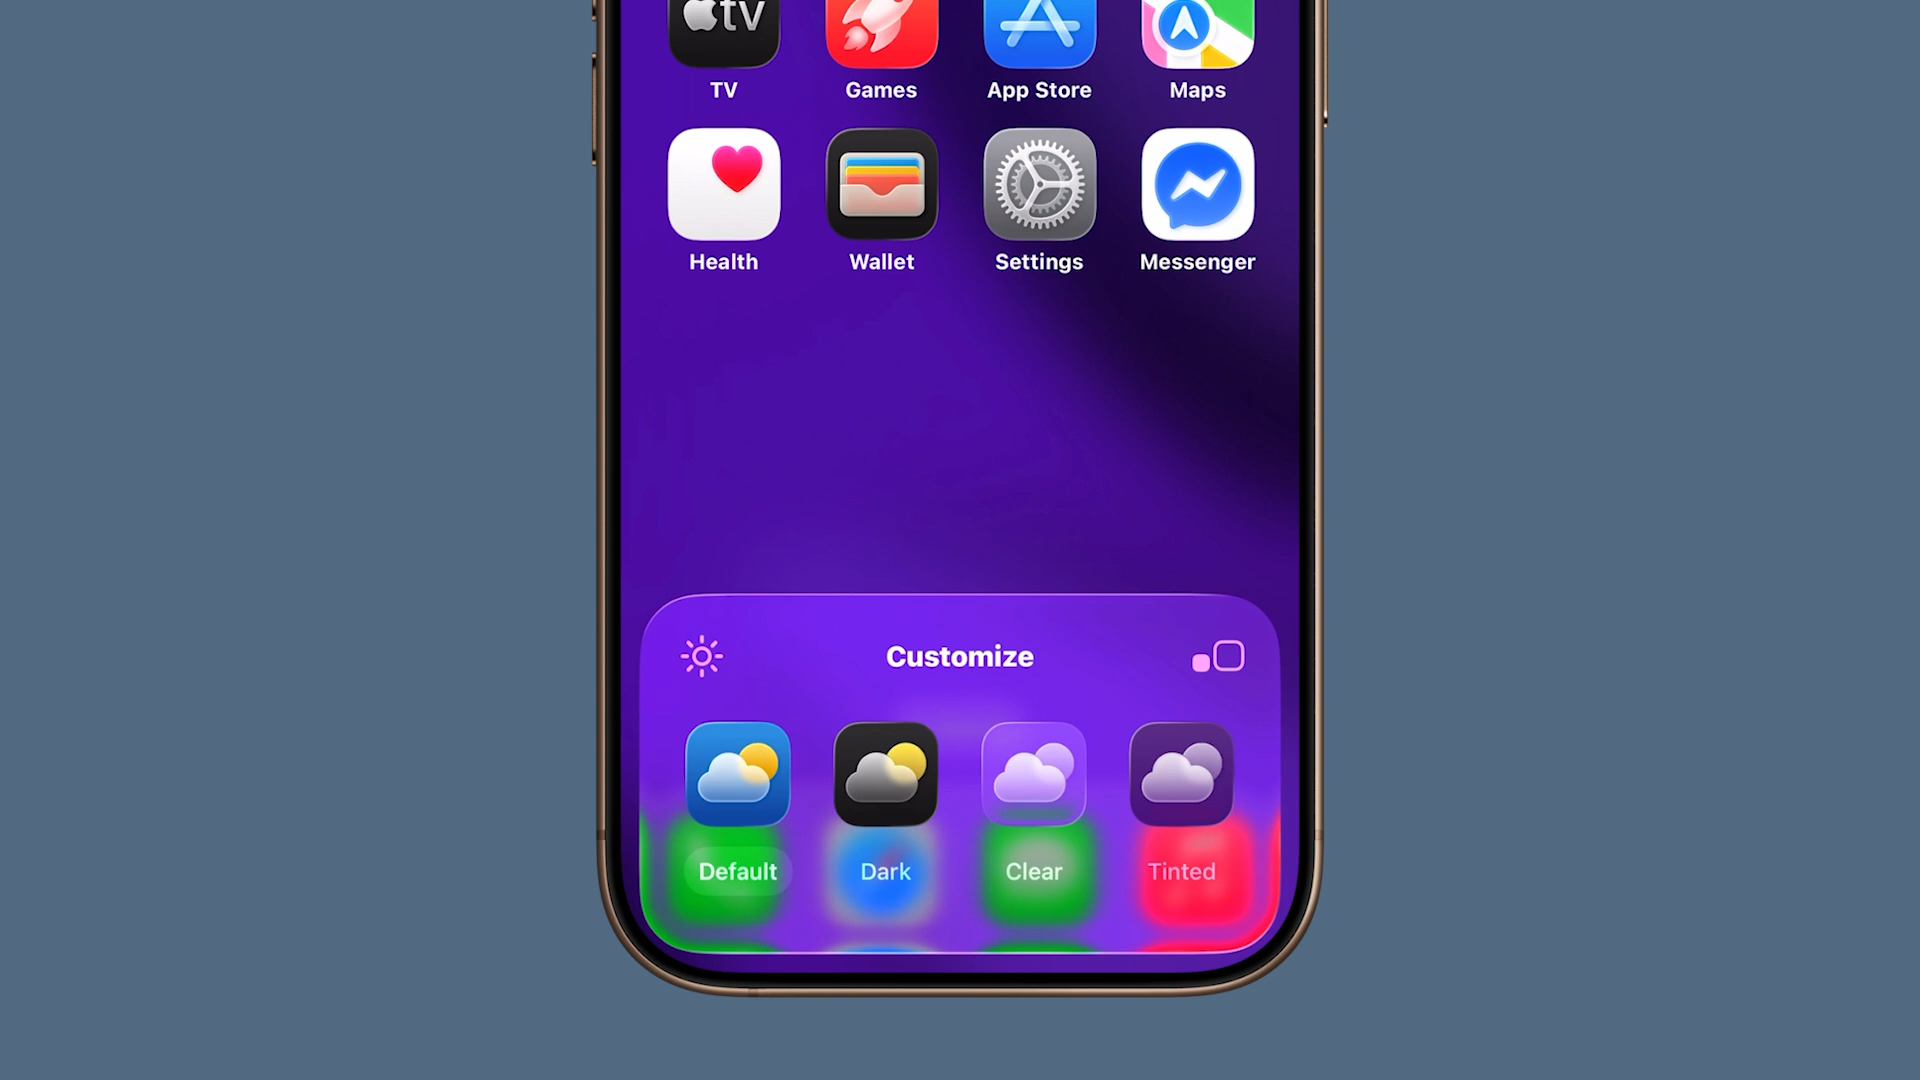 tv
TV Games App Store Maps
Health Wallet Settings Messenger
Customize
Default Dark Clear Tinted